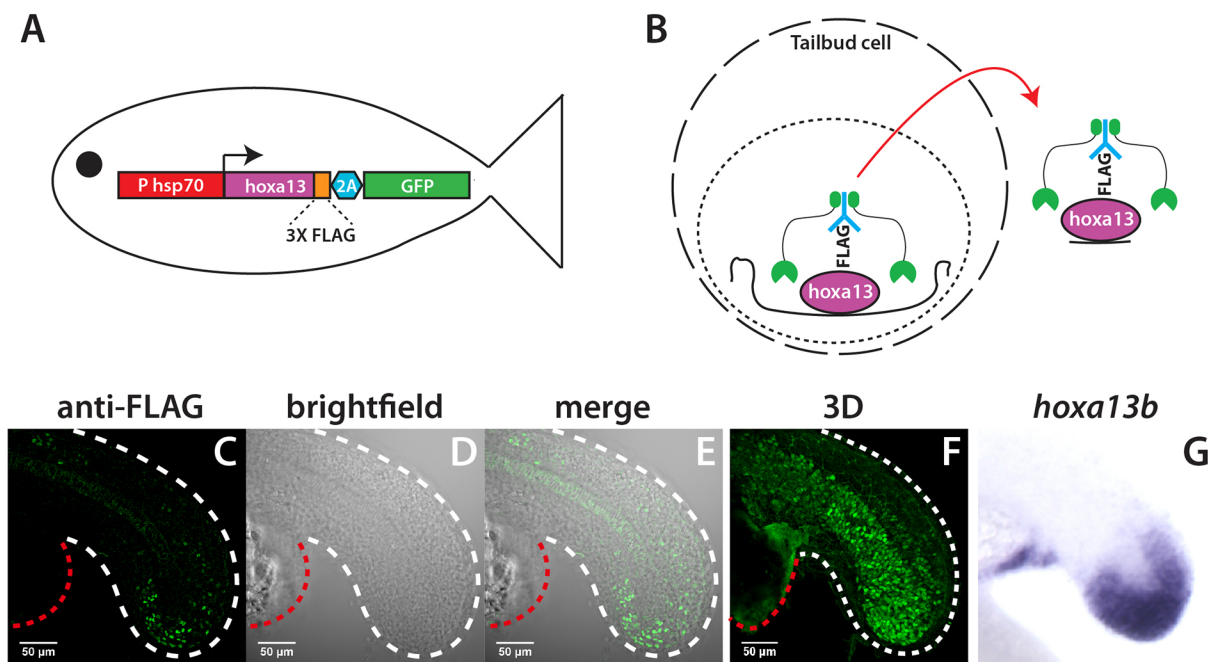 A
B
Tailbud cell
P hsp70
hoxa13
2A
GFP
3X FLAG
FLAG
hoxa13
FLAG
hoxa13
anti-FLAG
brightfield
merge
3D
hoxa13b
C
D
E
F
G
50 µm
50 µm
50 µm
50 µm